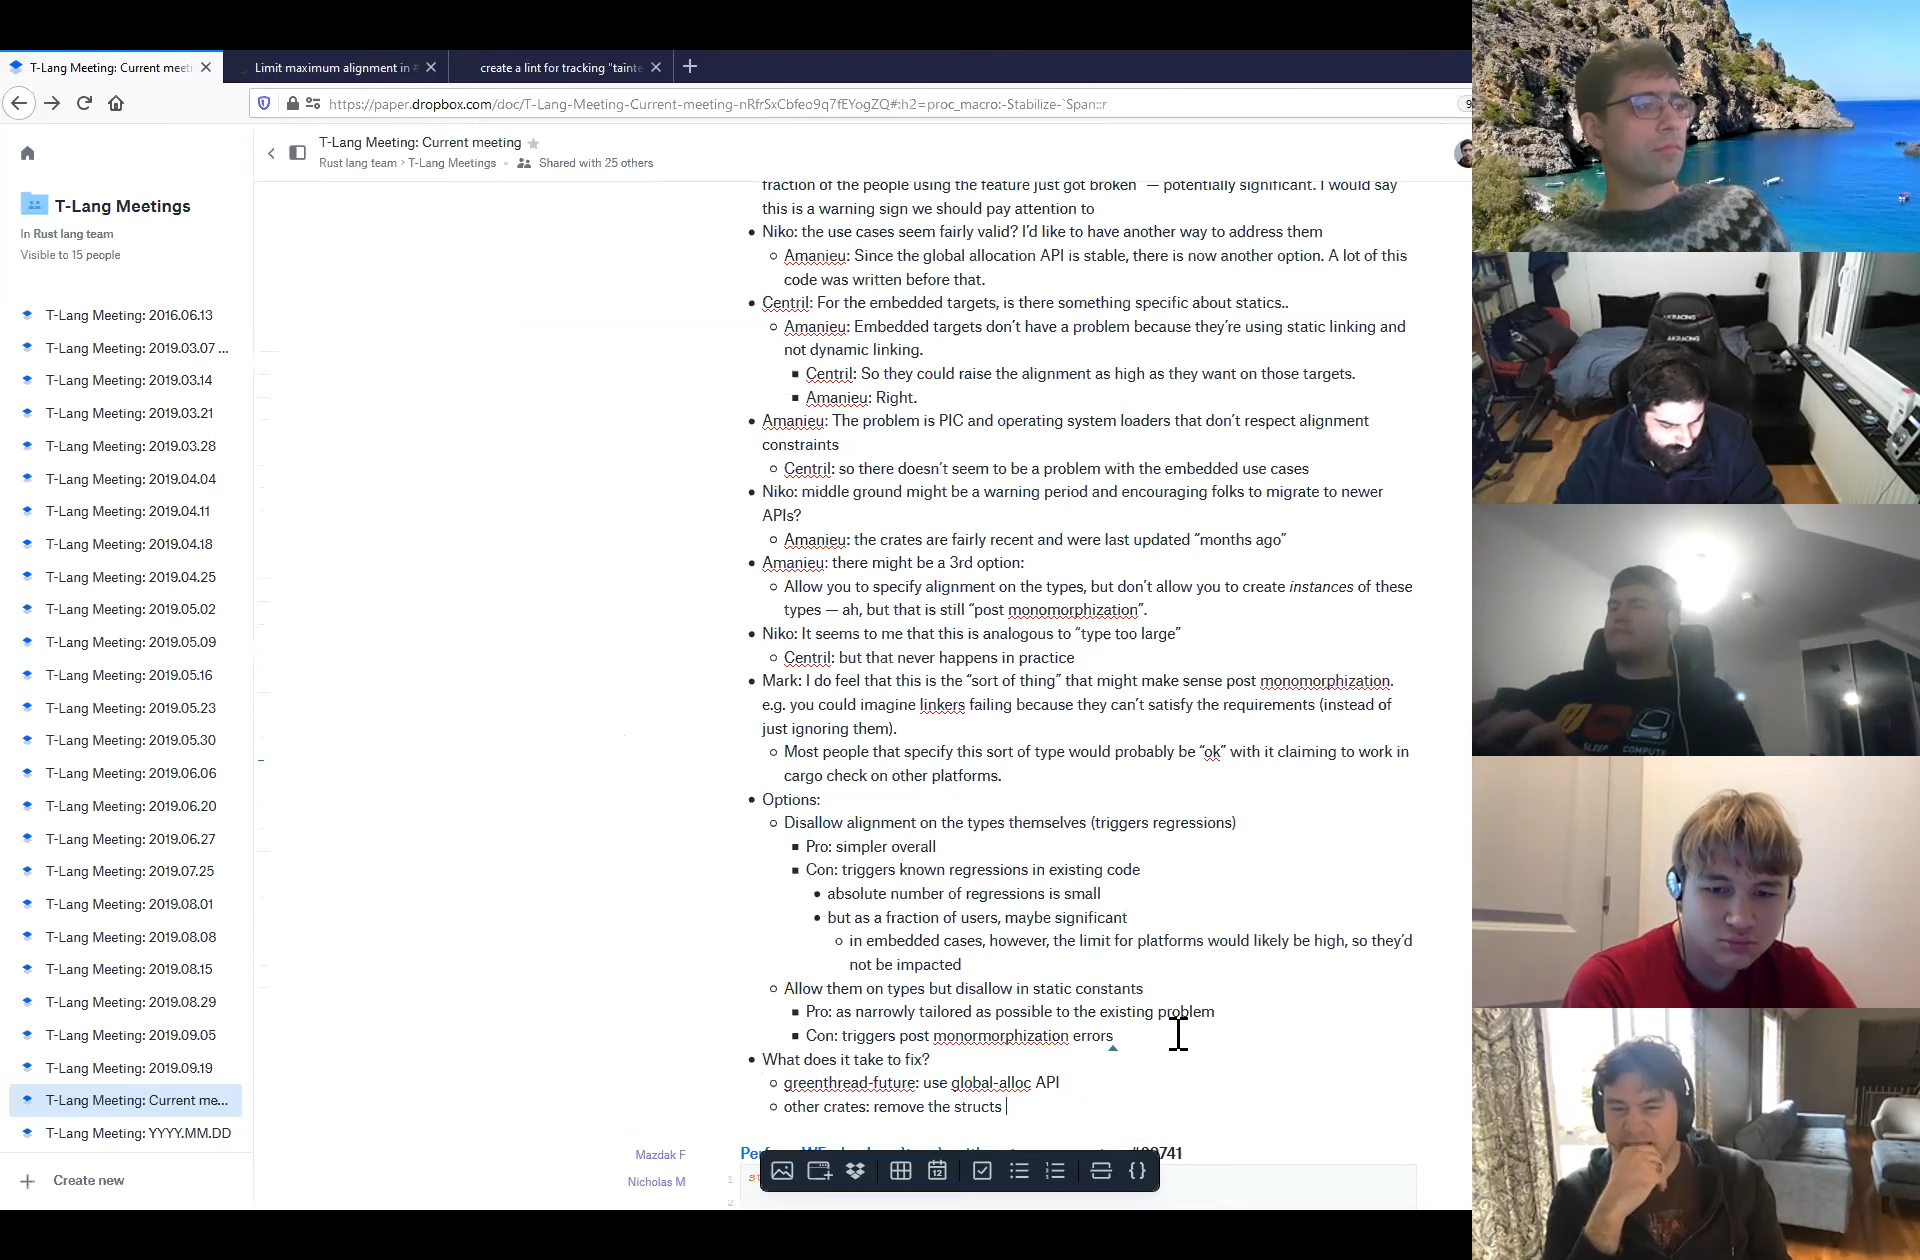 T-Lang Meeting: Current meeti
Limit maximum alignment in
create a lint for tracking "tainte
https://paper.dropbox.com/doc/T-Lang-Meeting-Current-meeting-nRfrSxCbfeo9q7fEYogZQ#:h2=proc_macro:-Stabilize-`Span::r
T-Lang Meetings
In Rust lang team
Visible to 15 people
T-Lang Meeting: 2016.06.13
T-Lang Meeting: 2019.03.07 ...
T-Lang Meeting: 2019.03.14
T-Lang Meeting: 2019.03.21
T-Lang Meeting: 2019.03.28
T-Lang Meeting: 2019.04.04
T-Lang Meeting: 2019.04.11
T-Lang Meeting: 2019.04.18
T-Lang Meeting: 2019.04.25
T-Lang Meeting: 2019.05.02
T-Lang Meeting: 2019.05.09
T-Lang Meeting: 2019.05.16
T-Lang Meeting: 2019.05.23
T-Lang Meeting: 2019.05.30
T-Lang Meeting: 2019.06.06
T-Lang Meeting: 2019.06.20
T-Lang Meeting: 2019.06.27
T-Lang Meeting: 2019.07.25
T-Lang Meeting: 2019.08.01
T-Lang Meeting: 2019.08.08
T-Lang Meeting: 2019.08.15
T-Lang Meeting: 2019.08.29
T-Lang Meeting: 2019.09.05
T-Lang Meeting: 2019.09.12
T-Lang Meeting: 2019.09.19
T-Lang Meeting: Current me...
T-Lang Meeting: YYYY.MM.DD
Create new
T-Lang Meeting: Current meeting
Rust lang team › T-Lang Meetings • Shared with 25 others
fraction of the people using the feature just got broken" — potentially significant. I would say
this is a warning sign we should pay attention to
Niko: the use cases seem fairly valid? I'd like to have another way to address them
Amanieu: Since the global allocation API is stable, there is now another option. A lot of this
code was written before that.
Centril: For the embedded targets, is there something specific about statics..
Amanieu: Embedded targets don't have a problem because they're using static linking and
not dynamic linking.
Centril: So they could raise the alignment as high as they want on those targets.
Amanieu: Right.
Amanieu: The problem is PIC and operating system loaders that don't respect alignment
constraints
Centril: so there doesn't seem to be a problem with the embedded use cases
Niko: middle ground might be a warning period and encouraging folks to migrate to newer
APIs?
Amanieu: the crates are fairly recent and were last updated "months ago"
Amanieu: there might be a 3rd option:
Allow you to specify alignment on the types, but don't allow you to create instances of these
types — ah, but that is still "post monomorphization".
Niko: It seems to me that this is analogous to "type too large"
Centril: but that never happens in practice
Mark: I do feel that this is the "sort of thing" that might make sense post monomorphization.
e.g. you could imagine linkers failing because they can't satisfy the requirements (instead of
just ignoring them).
Most people that specify this sort of type would probably be "ok" with it claiming to work in
cargo check on other platforms.
Options:
Disallow alignment on the types themselves (triggers regressions)
Pro: simpler overall
Con: triggers known regressions in existing code
absolute number of regressions is small
but as a fraction of users, maybe significant
in embedded cases, however, the limit for platforms would likely be high, so they'd
not be impacted
Allow them on types but disallow in static constants
Pro: as narrowly tailored as possible to the existing problem
Con: triggers post monormorphization errors
What does it take to fix?
greenthread-future: use global-alloc API
other crates: remove the structs
Mazdak F
Nicholas M
AKRACING
AKRACING
SLEEP COMPUTE